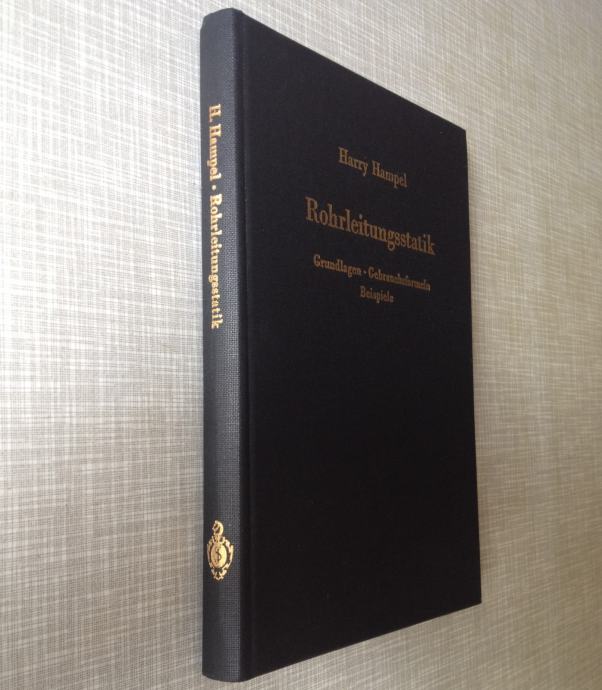 H. Hampel · Rohrleitungsstatik
Harry Hampel
Rohrleitungsstatik
Grundlagen · Gebrauchsformeln
Beispiele
S